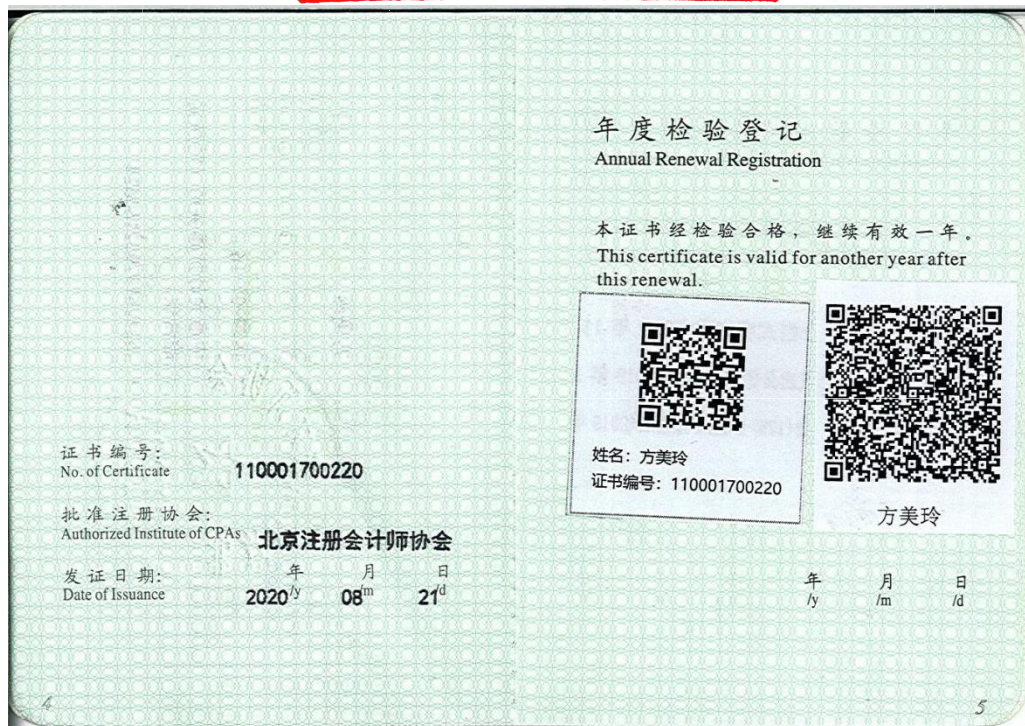 证书编号：
No. of Certificate
110001700220
批准注册协会：
Authorized Institute of CPAs
北京注册会计师协会
发证日期：
Date of Issuance
2020 年 /y 08 月 /m 21 日 /d
4
年度检验登记
Annual Renewal Registration
本证书经检验合格，继续有效一年。
This certificate is valid for another year after
this renewal.
姓名：方美玲
证书编号：110001700220
方美玲
年 月 日
/y /m /d
5